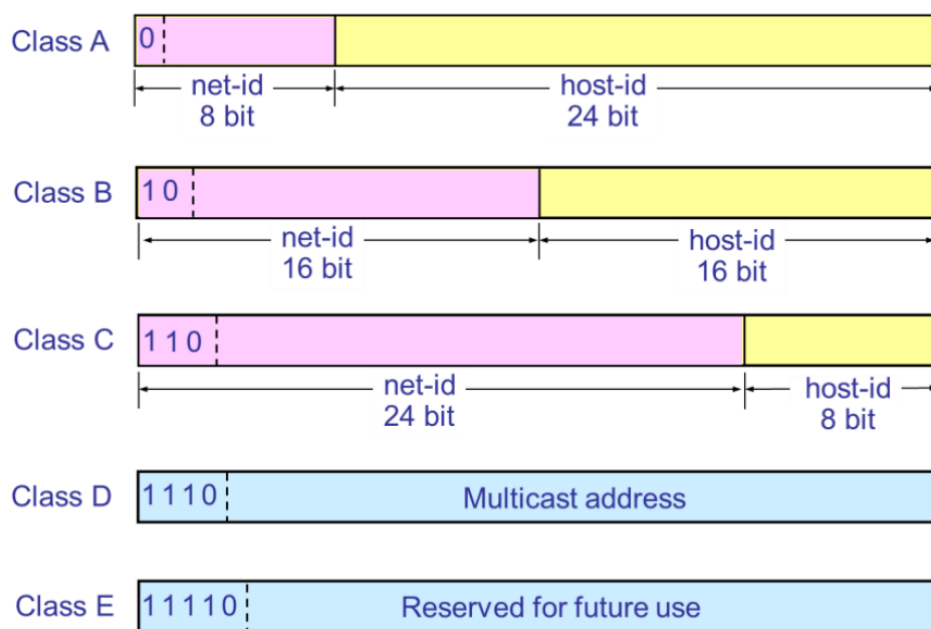 Class A
0
net-id
8 bit
host-id
24 bit
Class B
1 0
net-id
16 bit
host-id
16 bit
Class C
1 1 0
net-id
24 bit
host-id
8 bit
Class D
1 1 1 0
Multicast address
Class E
1 1 1 1 0
Reserved for future use